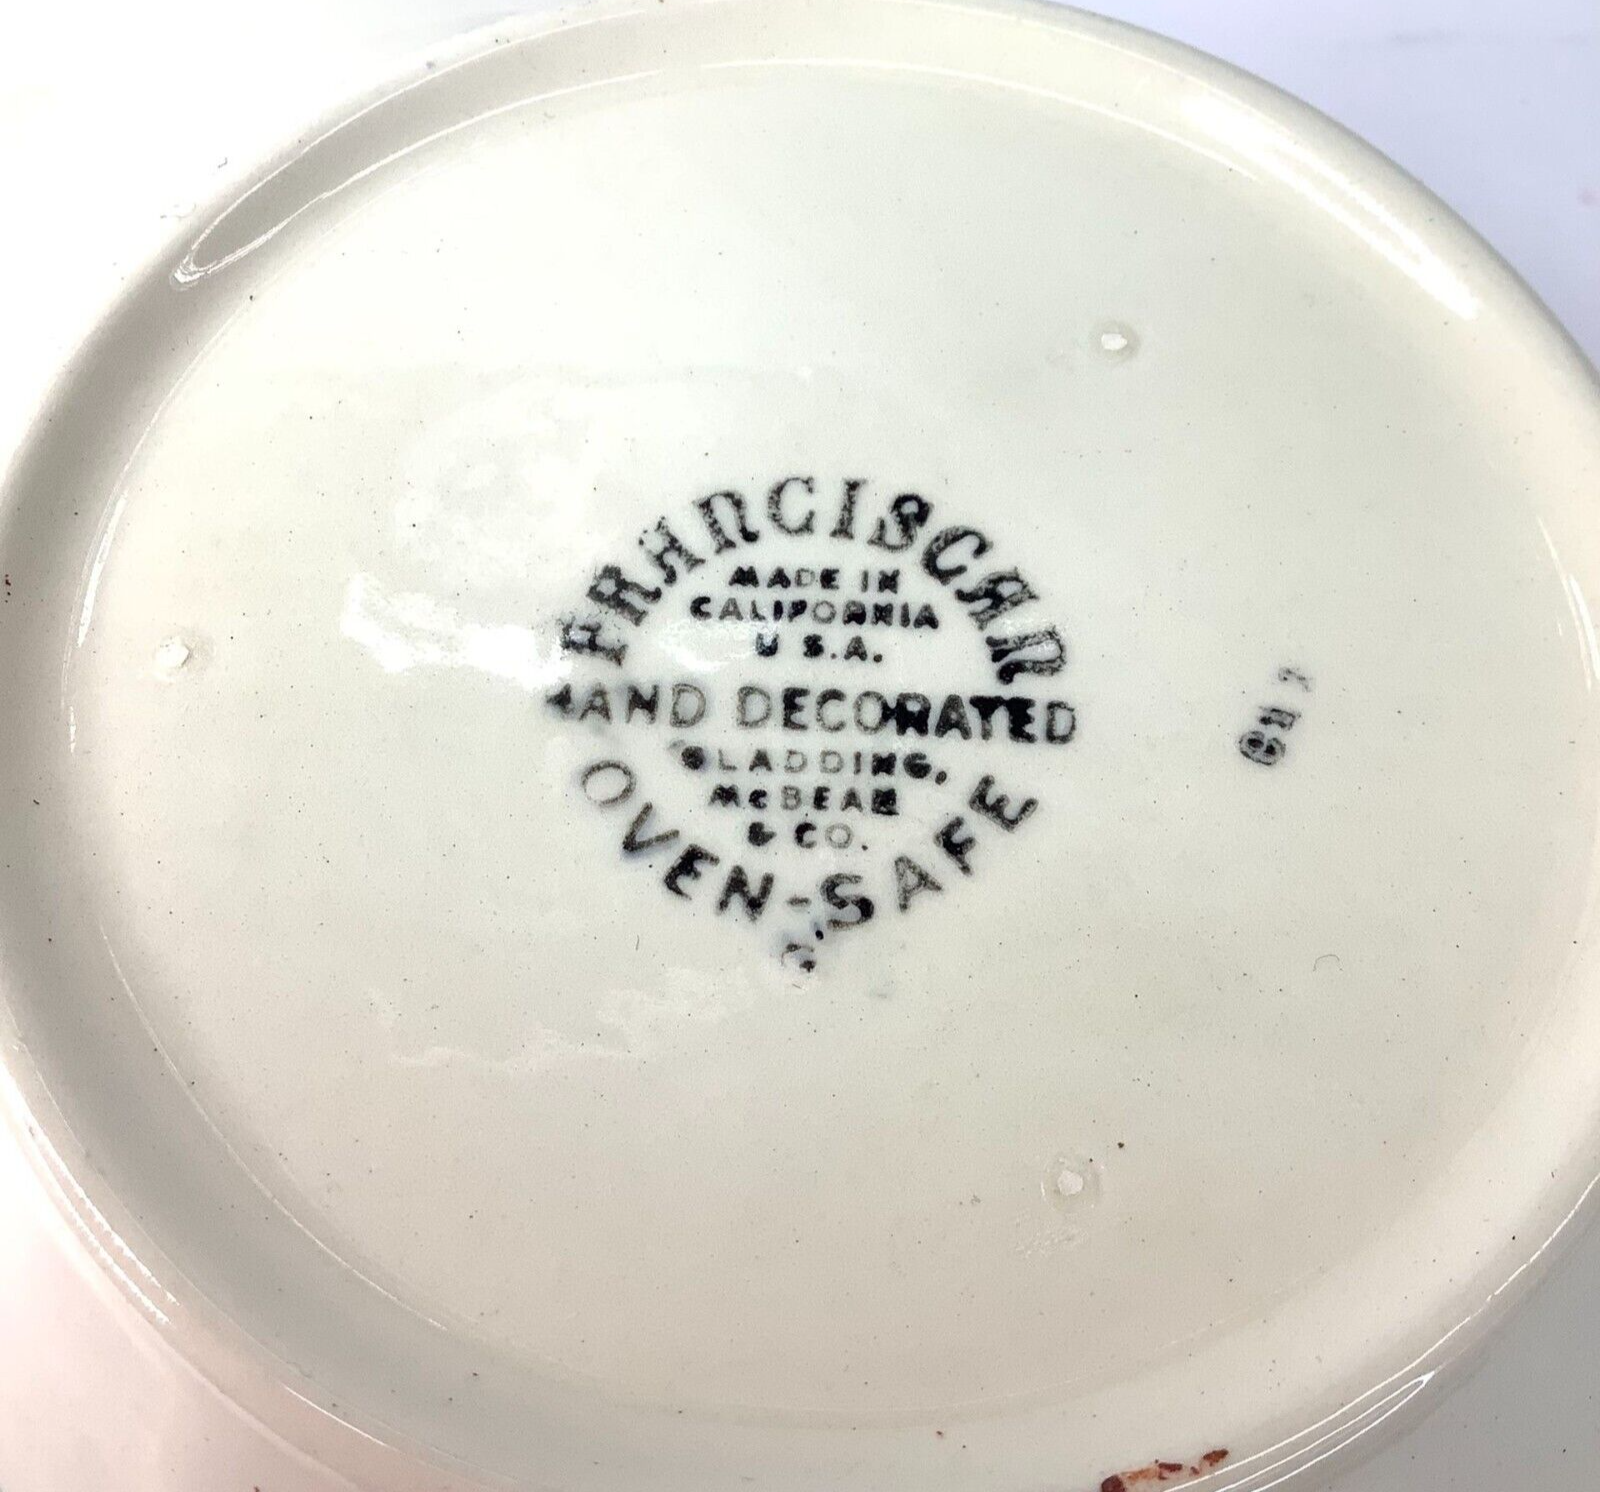 FRANCISCAN
MADE IN
CALIFORNIA
U S.A.
HAND DECORATED
GLADDING,
McBEAN
& CO.
OVEN-SAFE